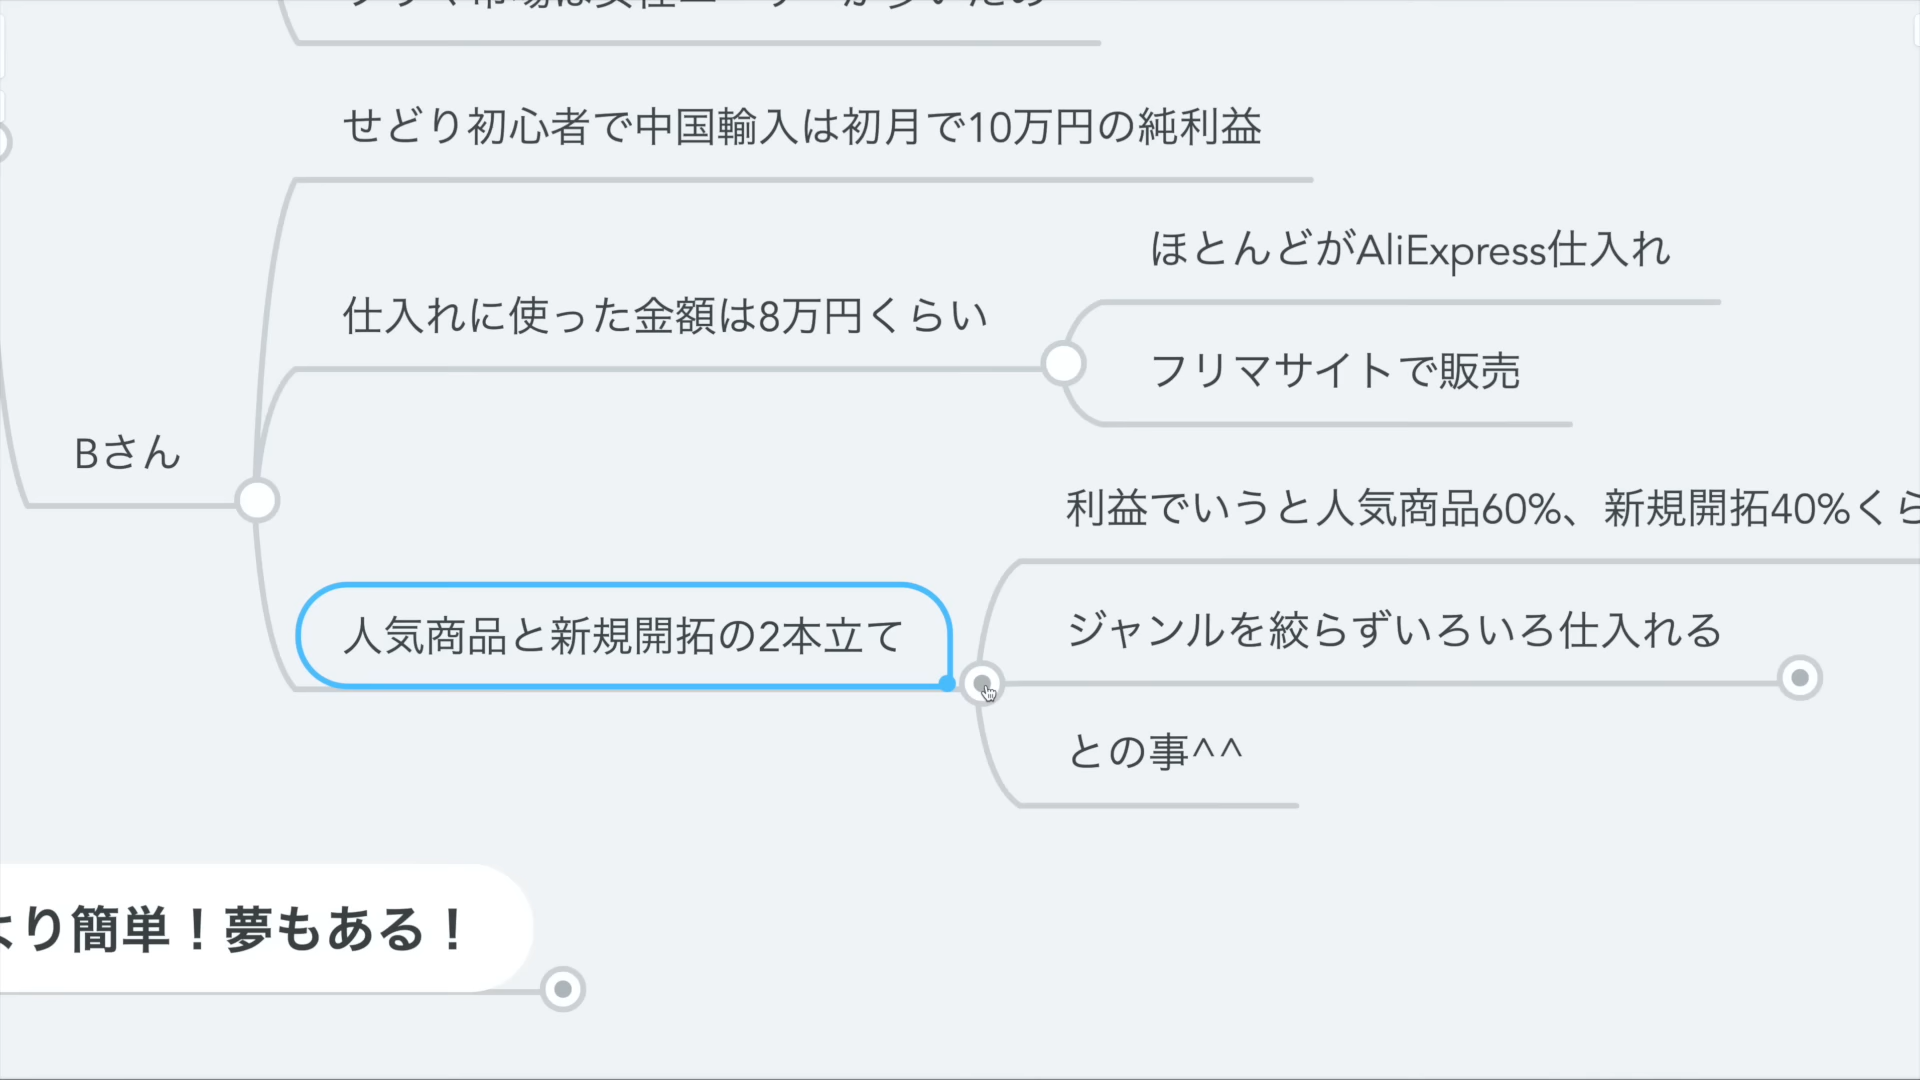 せどり初心者で中国輸入は初月で10万円の純利益
ほとんどがAliExpress仕入れ
仕入れに使った金額は8万円くらい
フリマサイトで販売
Bさん
利益でいうと人気商品60%、新規開拓40%くら
人気商品と新規開拓の2本立て
ジャンルを絞らずいろいろ仕入れる
との事^^
より簡単！夢もある！